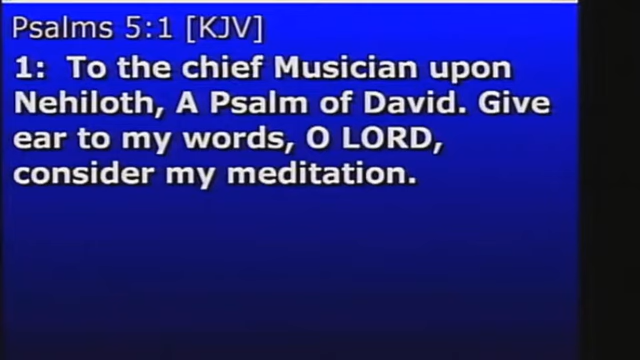 Psalms 5:1 [KJV]
1: To the chief Musician upon
Nehiloth, A Psalm of David. Give
ear to my words, O LORD,
consider my meditation.